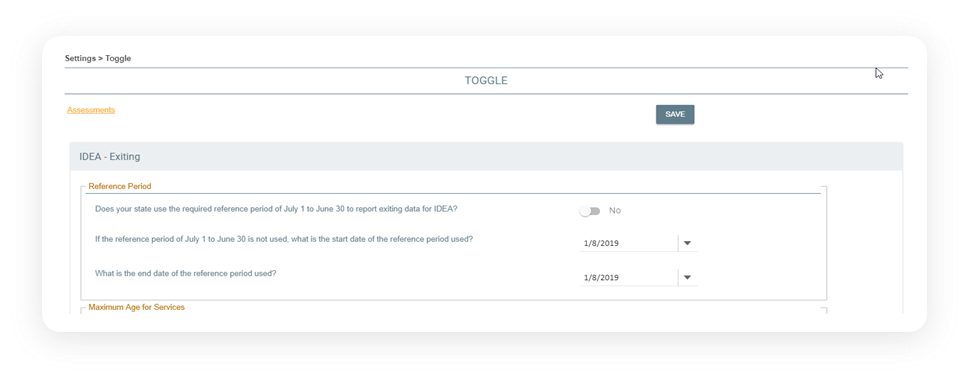 Settings > Toggle
TOGGLE
Assessments
SAVE
IDEA - Exiting
Reference Period
Does your state use the required reference period of July 1 to June 30 to report exiting data for IDEA?
No
If the reference period of July 1 to June 30 is not used, what is the start date of the reference period used?
1/8/2019
What is the end date of the reference period used?
1/8/2019
Maximum Age for Services